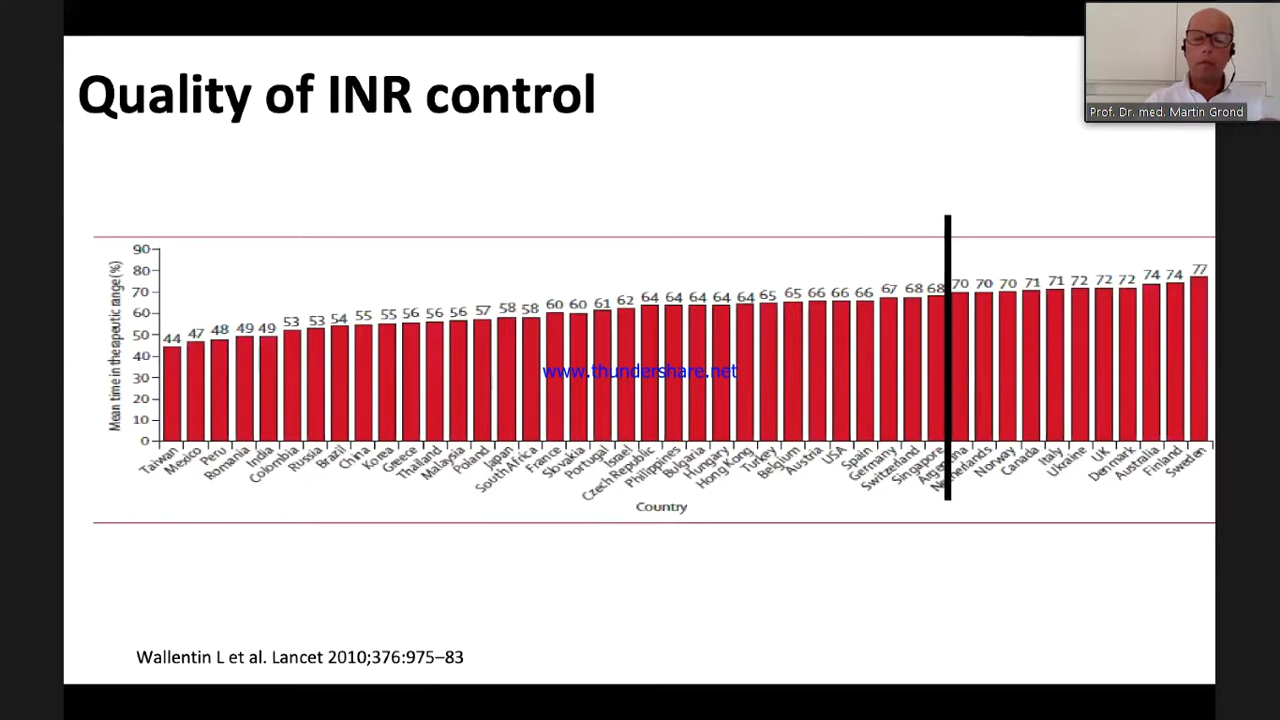 Quality of INR control
Prof. Dr. med. Martin Grond
Mean time in therapeutic range (%)
90
80
70
60
50
40
30
20
10
0
44 47 48 49 49 53 53 54 55 55 56 56 56 57 58 58 60 60 61 62 64 64 64 64 64 65 65 66 66 66 67 68 68 70 70 70 71 71 72 72 72 74 74 77
www.thundershare.net
Taiwan Mexico Peru Romania India Colombia Russia Brazil China Korea Greece Thailand Malaysia Poland Japan South Africa France Slovakia Portugal Israel Czech Republic Philippines Bulgaria Hungary Hong Kong Turkey Belgium Austria USA Spain Germany Switzerland Singapore Argentina Netherlands Norway Canada Italy Ukraine UK Denmark Australia Finland Sweden
Country
Wallentin L et al. Lancet 2010;376:975–83